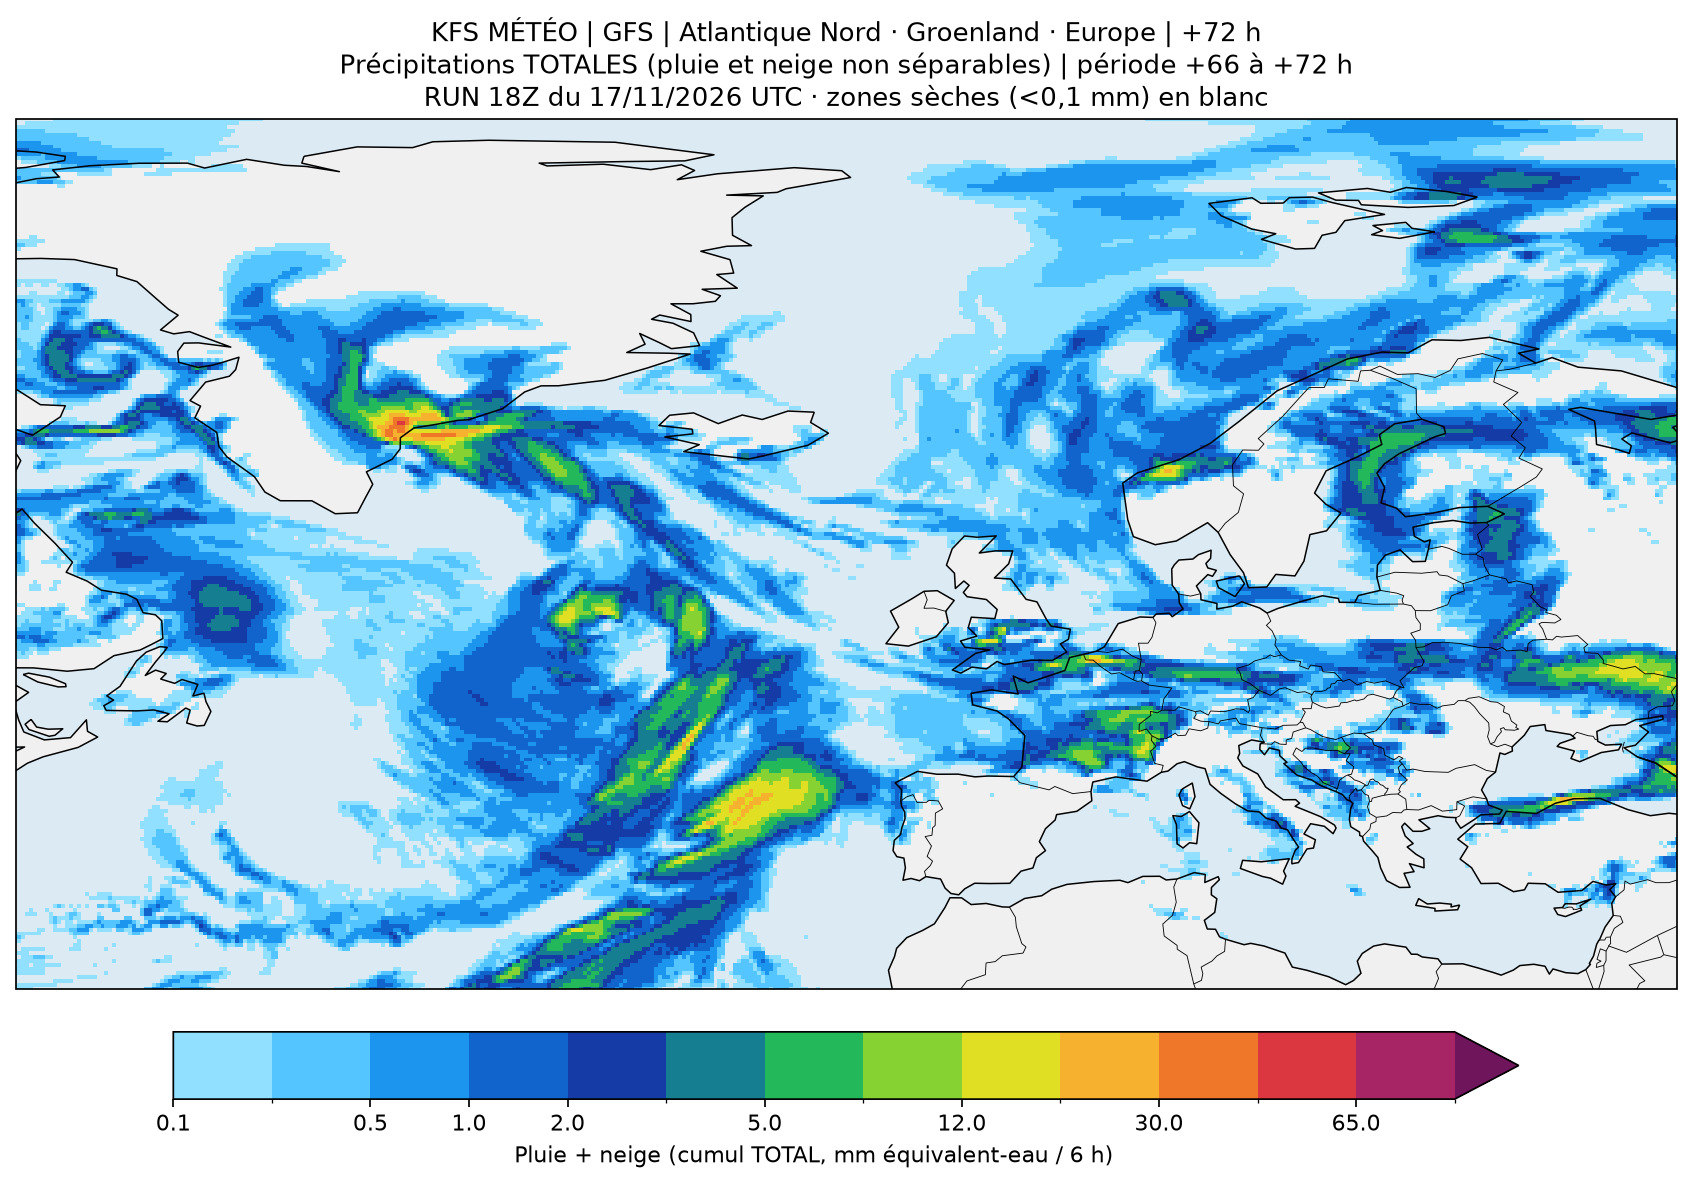 KFS MÉTÉO | GFS | Atlantique Nord · Groenland · Europe | +72 h
Précipitations TOTALES (pluie et neige non séparables) | période +66 à +72 h
RUN 18Z du 17/11/2026 UTC · zones sèches (<0,1 mm) en blanc
0.1 0.5 1.0 2.0 5.0 12.0 30.0 65.0
Pluie + neige (cumul TOTAL, mm équivalent-eau / 6 h)